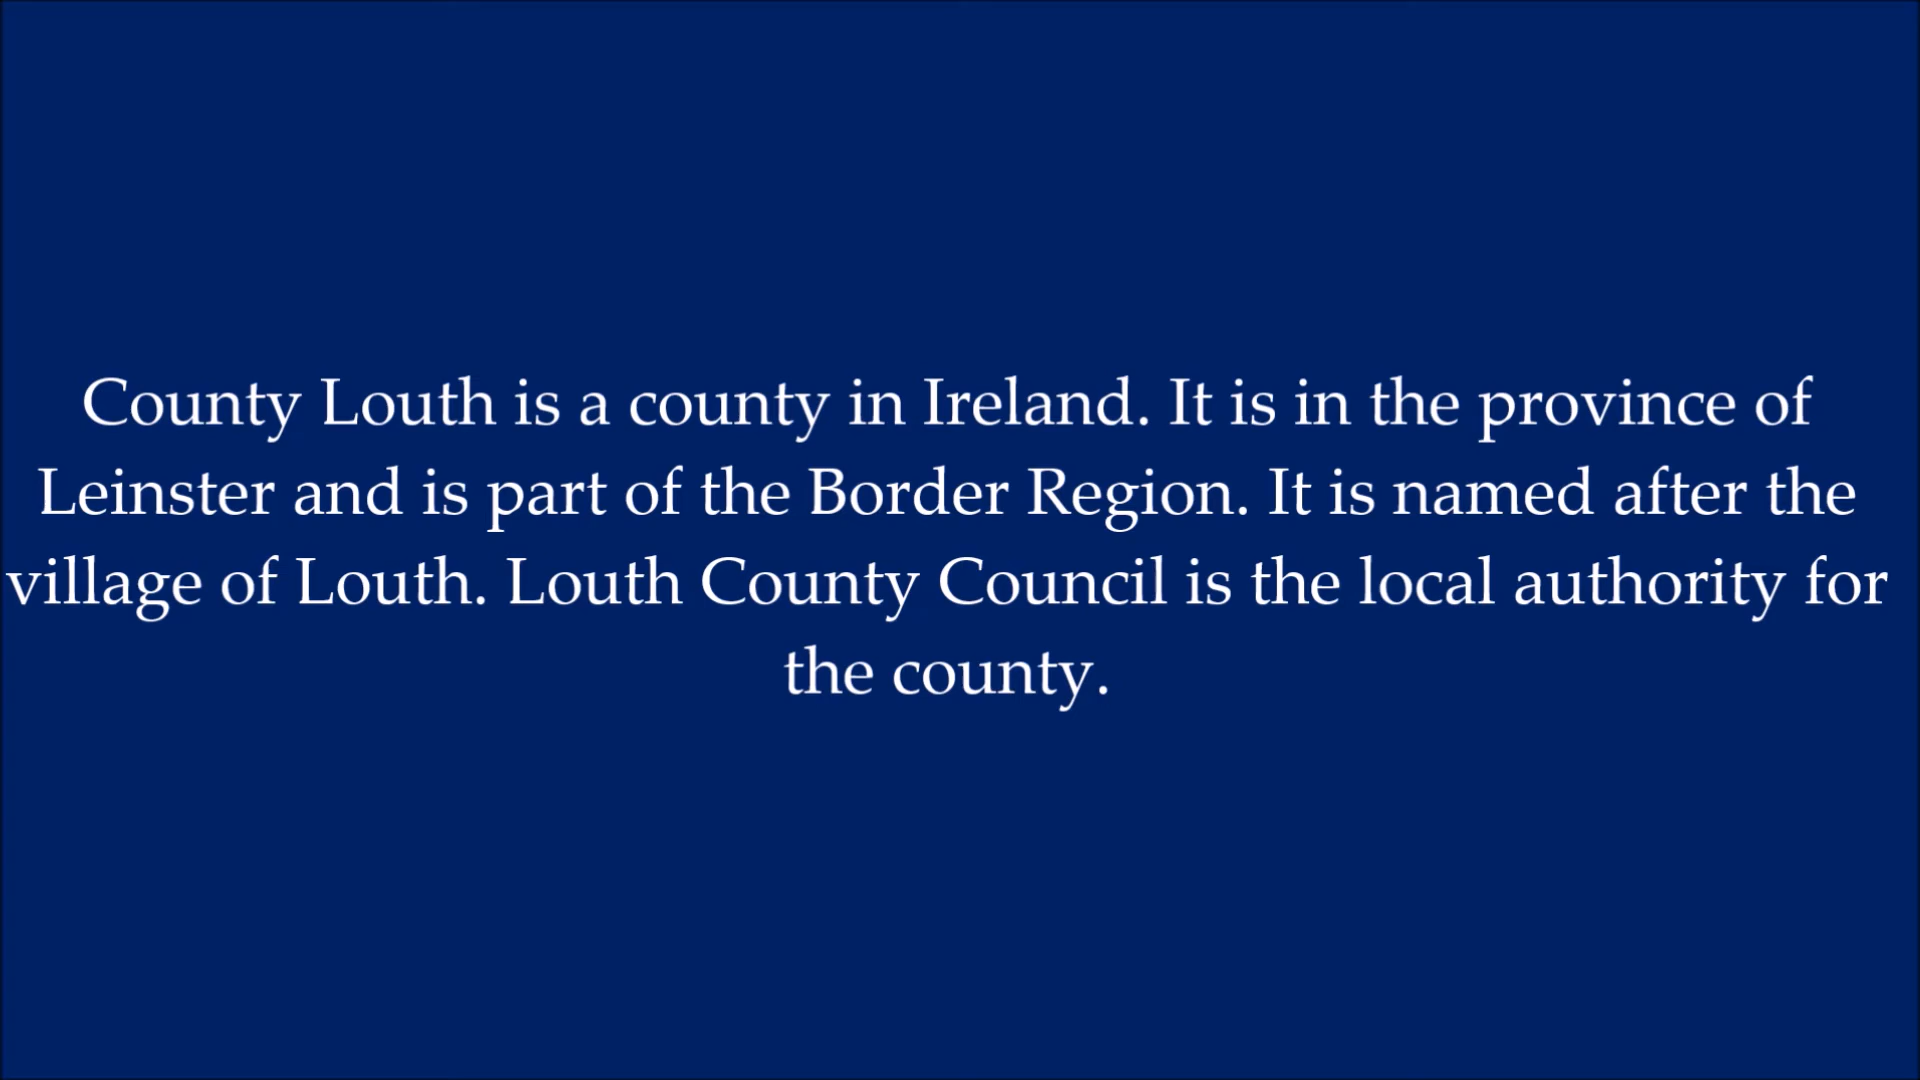 County Louth is a county in Ireland. It is in the province of
Leinster and is part of the Border Region. It is named after the
village of Louth. Louth County Council is the local authority for
the county.